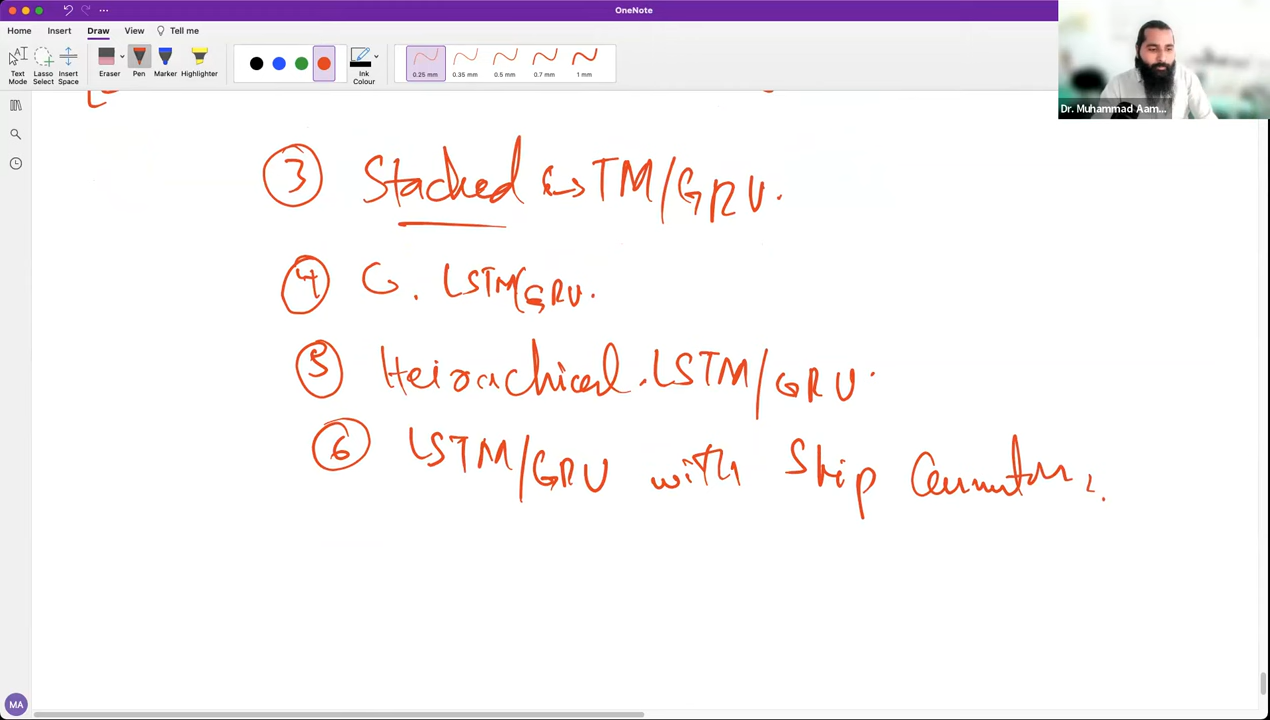 OneNote
Home Insert Draw View Tell me
Text Mode Lasso Select Insert Space Eraser Pen Marker Highlighter Ink Colour 0.25 mm 0.35 mm 0.5 mm 0.7 mm 1 mm
Dr. Muhammad Aam...
3 Stacked LSTM/GRU.
4 C. LSTM/GRU.
5 Heirachical. LSTM/GRU.
6 LSTM/GRU with Skip
MA